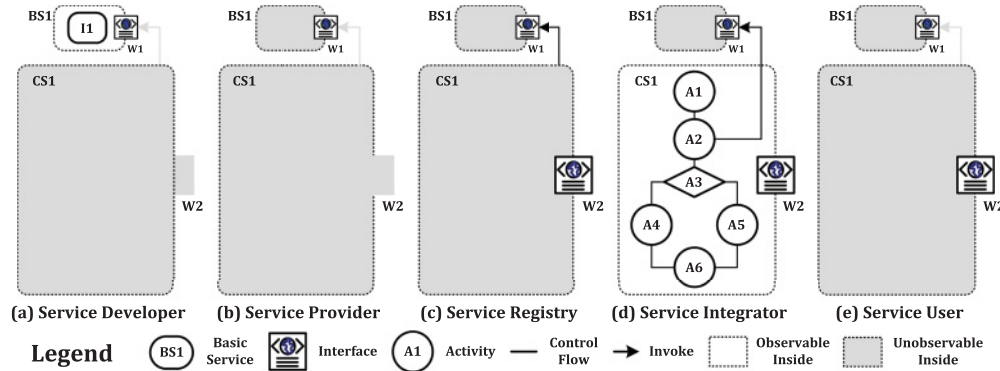 BS1 I1 W1 BS1 W1 BS1 W1 BS1 W1 BS1 W1
CS1 CS1 CS1 CS1 CS1
A1
A2
A3
W2 W2 W2 W2 W2
A4 A5
A6
(a) Service Developer (b) Service Provider (c) Service Registry (d) Service Integrator (e) Service User
Legend BS1 Basic Service Interface A1 Activity Control Flow Invoke Observable Inside Unobservable Inside